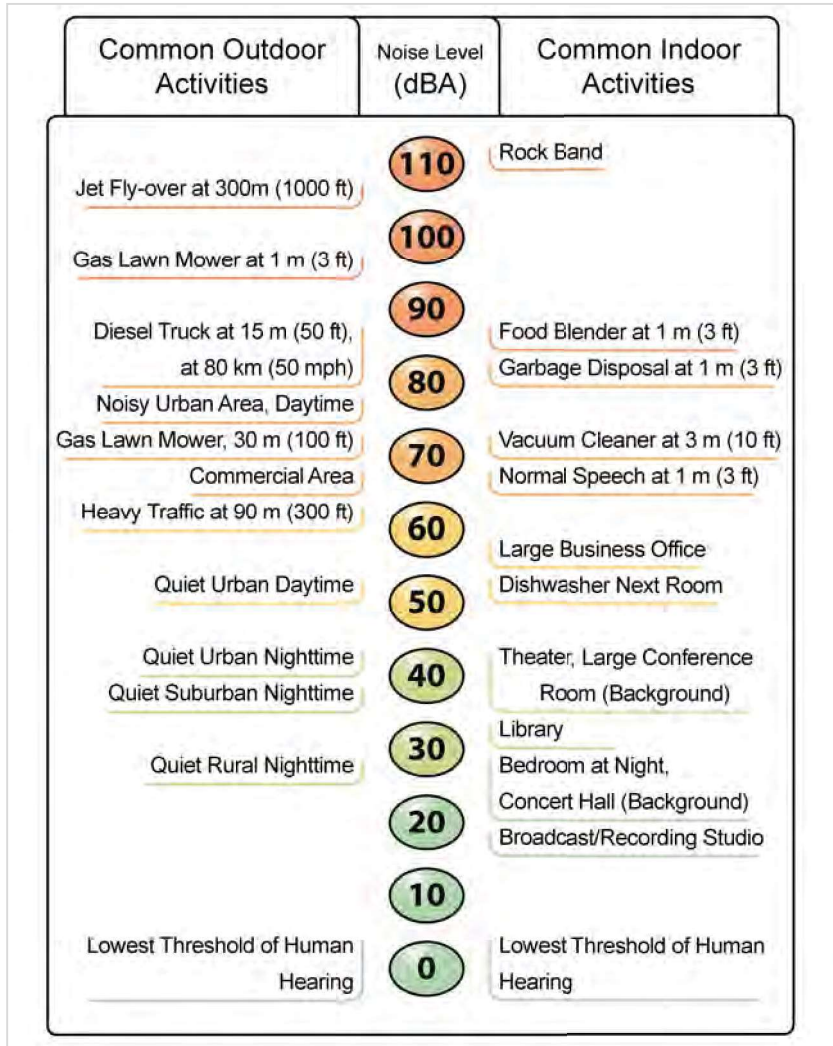 Common Outdoor
Activities
Noise Level
(dBA)
Common Indoor
Activities
110
Rock Band
Jet Fly-over at 300m (1000 ft)
100
Gas Lawn Mower at 1 m (3 ft)
90
Diesel Truck at 15 m (50 ft),
at 80 km (50 mph)
Food Blender at 1 m (3 ft)
80
Garbage Disposal at 1 m (3 ft)
Noisy Urban Area, Daytime
Gas Lawn Mower, 30 m (100 ft)
70
Vacuum Cleaner at 3 m (10 ft)
Commercial Area
Normal Speech at 1 m (3 ft)
Heavy Traffic at 90 m (300 ft)
60
Large Business Office
Quiet Urban Daytime
50
Dishwasher Next Room
Quiet Urban Nighttime
40
Theater, Large Conference
Room (Background)
Quiet Suburban Nighttime
Library
30
Quiet Rural Nighttime
Bedroom at Night,
Concert Hall (Background)
20
Broadcast/Recording Studio
10
Lowest Threshold of Human
Hearing
0
Lowest Threshold of Human
Hearing